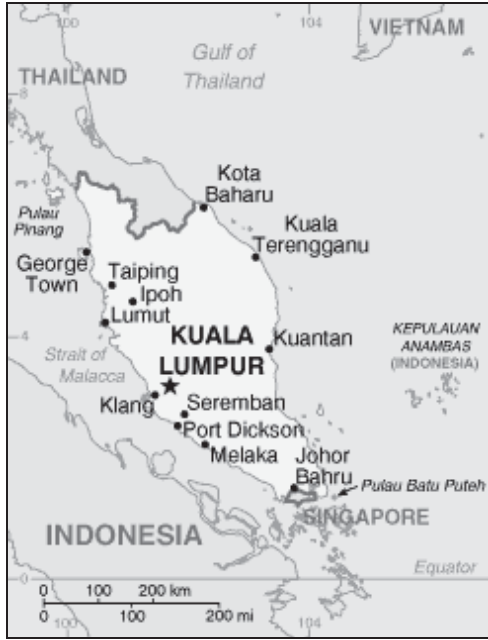 100
104
VIETNAM
Gulf of
Thailand
THAILAND
8
Kota
Baharu
Pulau
Pinang
Kuala
Terengganu
George
Town
Taiping
Ipoh
Lumut
4
KUALA
LUMPUR
Kuantan
KEPULAUAN
ANAMBAS
(INDONESIA)
Strait of
Malacca
Klang
Seremban
Port Dickson
Melaka
Johor
Bahru
Pulau Batu Puteh
SINGAPORE
INDONESIA
Equator
0
0 100 200 km
0 100 200 mi
100
104